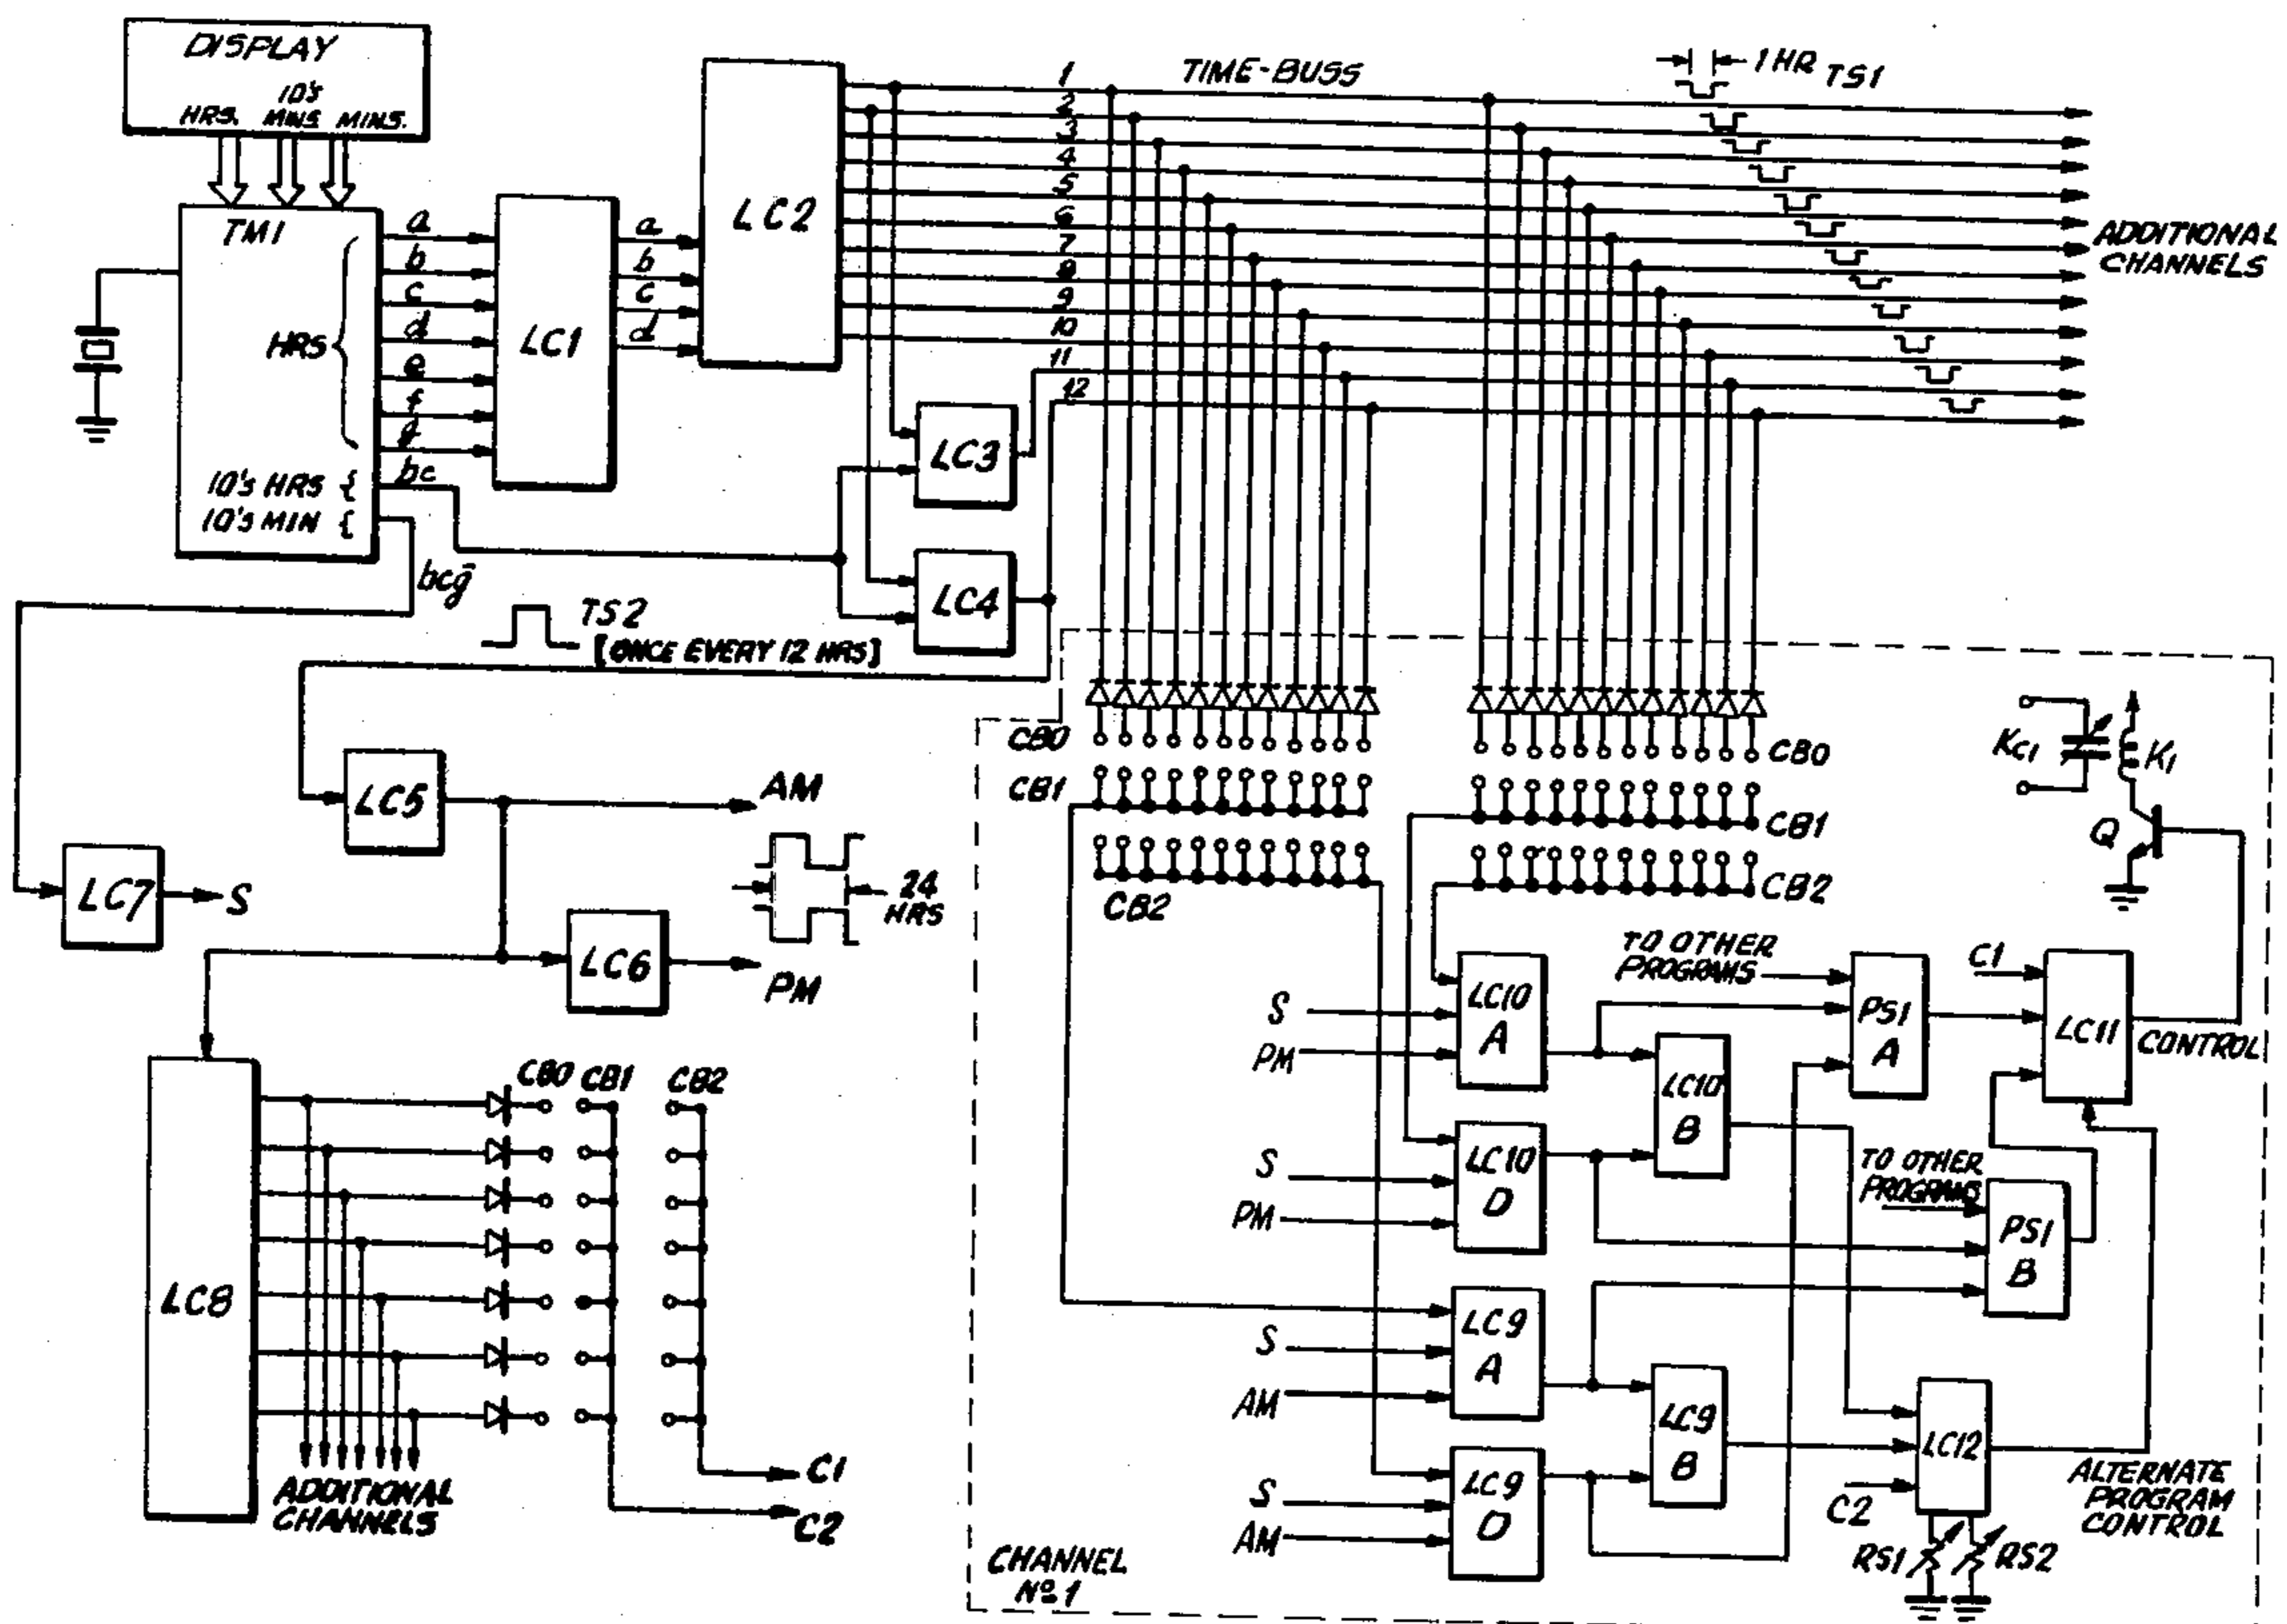 DISPLAY
HRS.
10's
MINS
MINS.
TM1
HRS
a
b
c
d
e
f
g
10's HRS
bc
10's MIN
bcḡ
LC1
a
b
c
d
LC2
TIME-BUSS
1
2
3
4
5
6
7
8
9
10
11
12
1 HR
TS1
ADDITIONAL
CHANNELS
LC3
LC4
TS2
[ONCE EVERY 12 HRS]
LC5
AM
LC7
S
24
HRS
LC6
PM
LC8
CB0
CB1
CB2
ADDITIONAL
CHANNELS
C1
C2
CB0
CB1
CB2
CB0
CB1
CB2
KC1
K1
Q
LC10
A
S
PM
LC10
B
TO OTHER
PROGRAMS
PS1
A
C1
LC11
CONTROL
LC10
D
S
PM
TO OTHER
PROGRAMS
PS1
B
LC9
A
S
AM
LC9
B
LC9
D
S
AM
LC12
C2
RS1
RS2
ALTERNATE
PROGRAM
CONTROL
CHANNEL
Nº 1